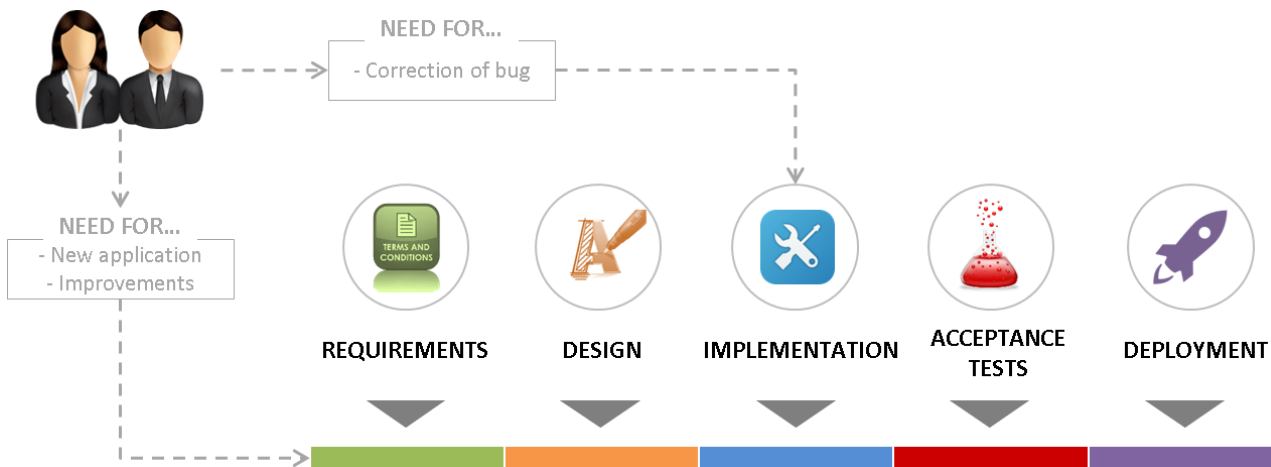 NEED FOR...
- Correction of bug
NEED FOR...
- New application
- Improvements
TERMS AND
CONDITIONS
REQUIREMENTS
DESIGN
IMPLEMENTATION
ACCEPTANCE
TESTS
DEPLOYMENT